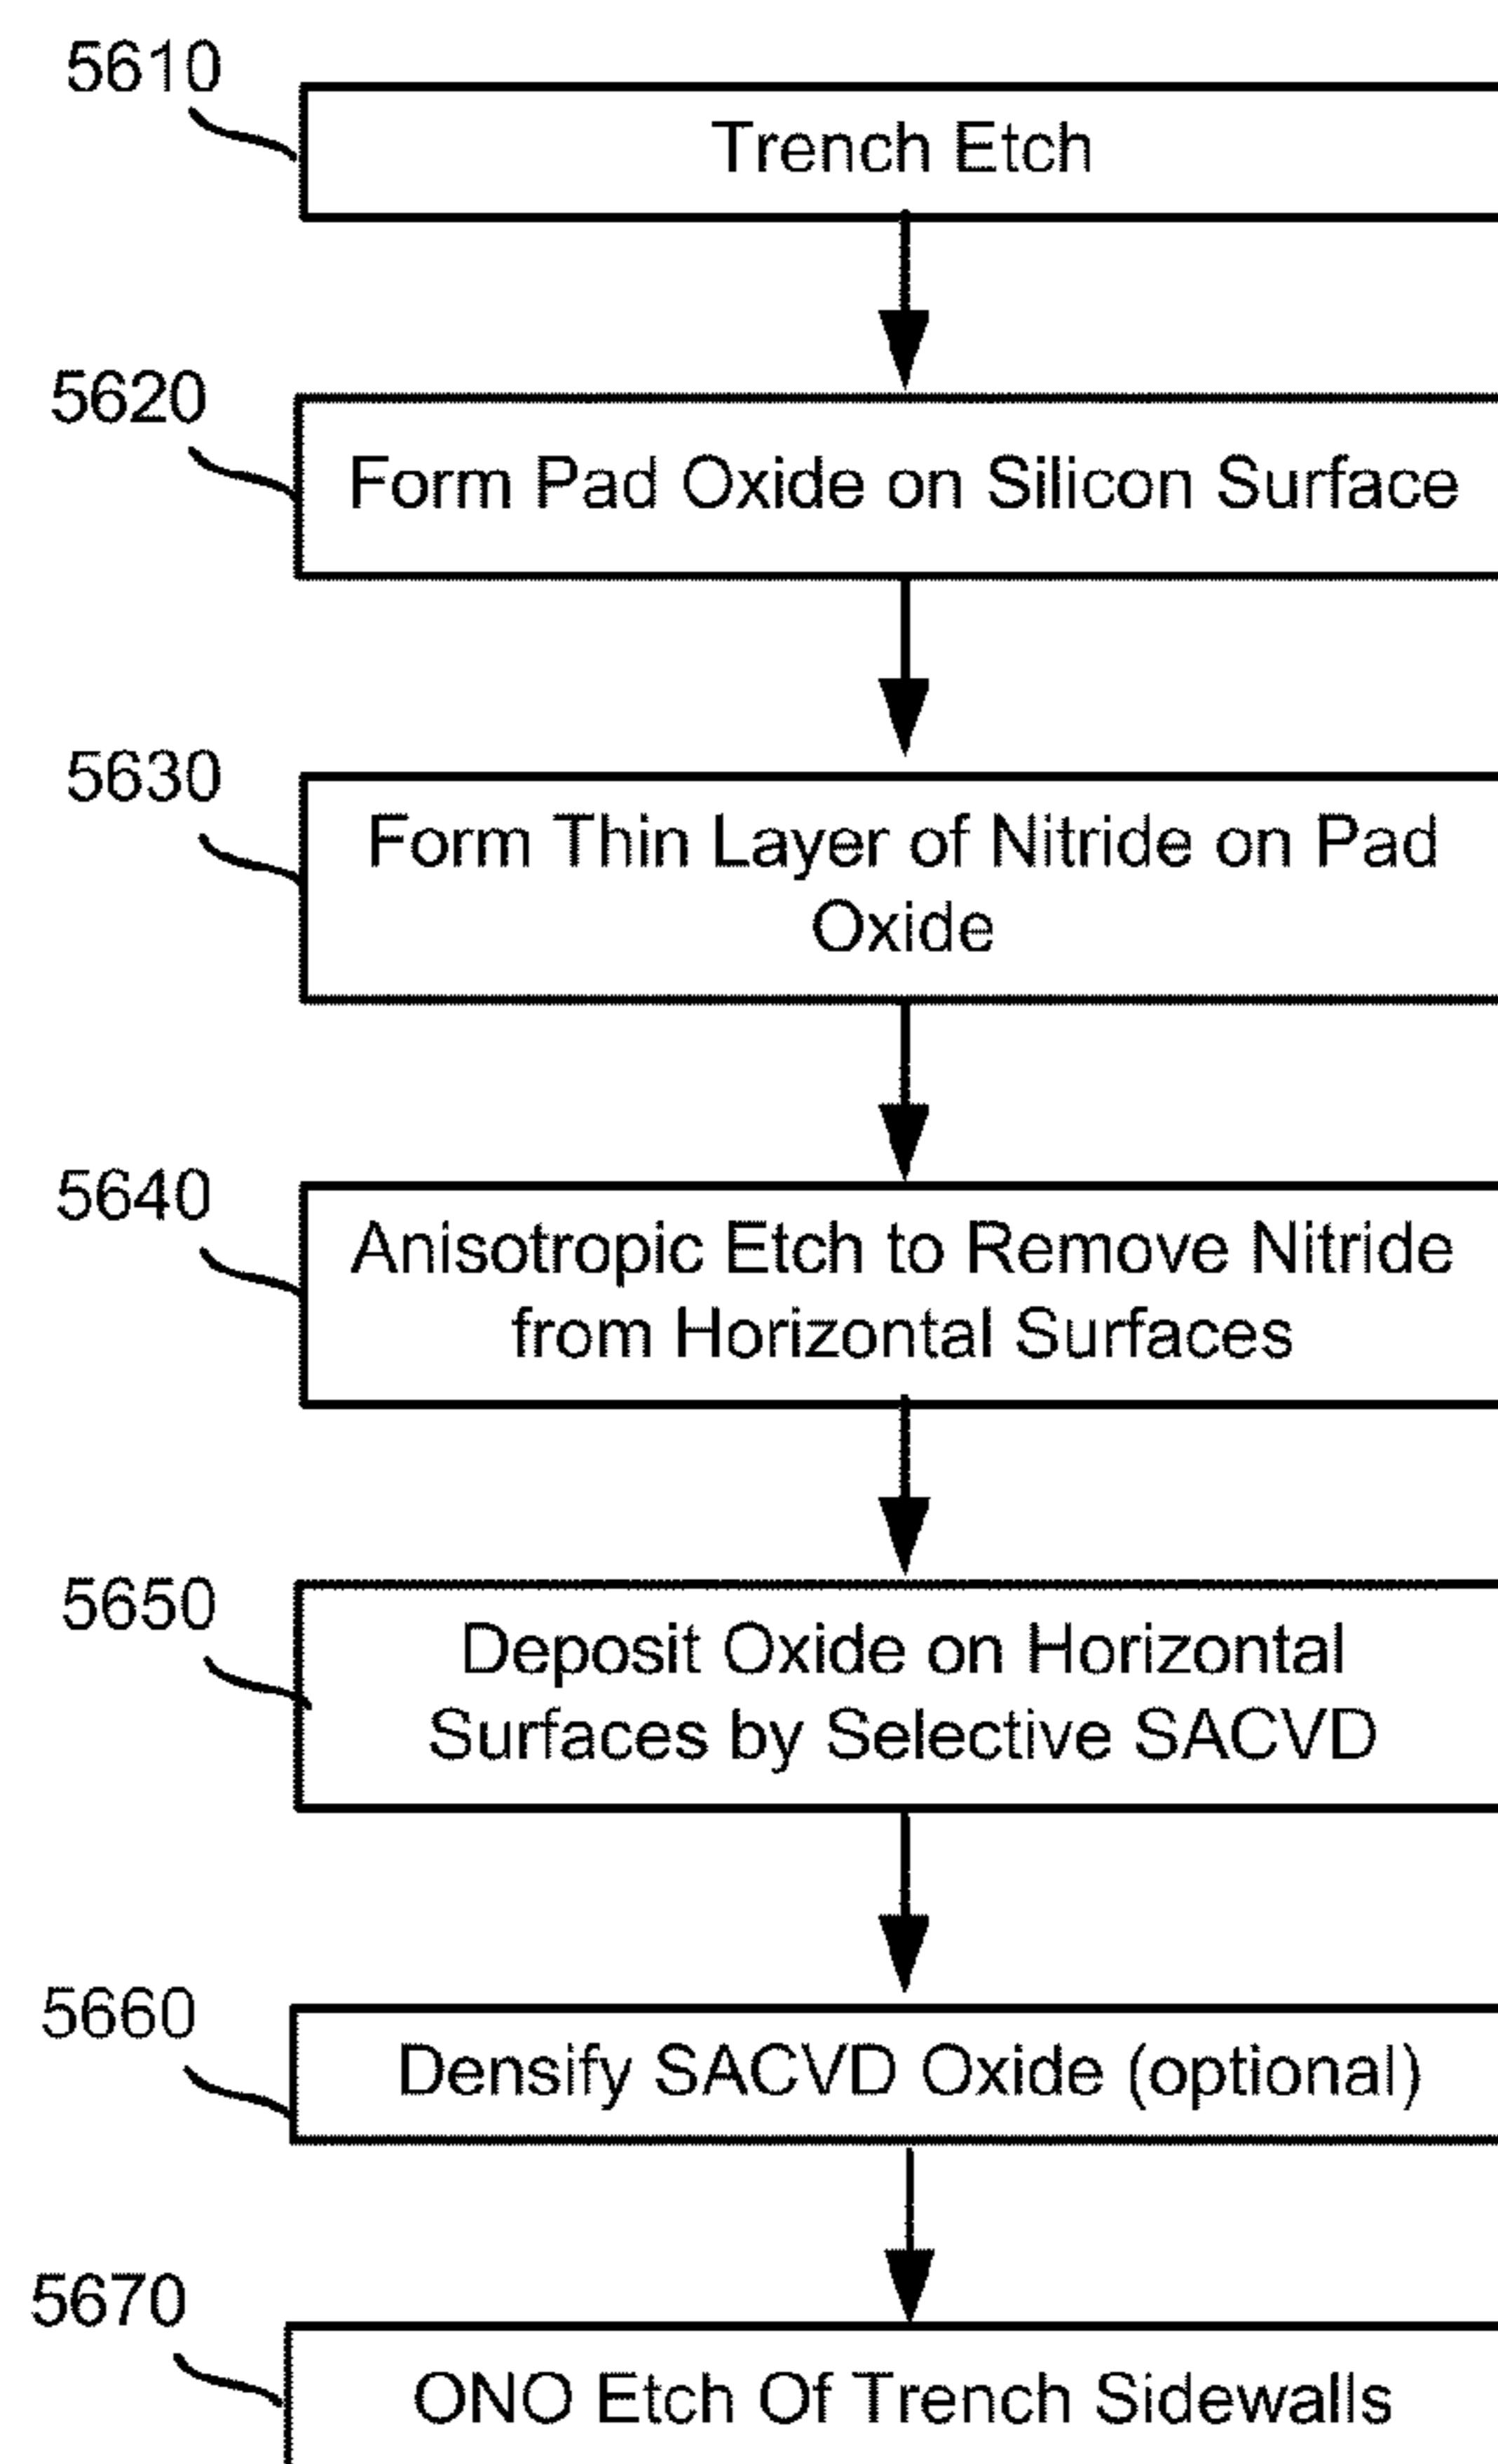 5610
Trench Etch
5620
Form Pad Oxide on Silicon Surface
5630
Form Thin Layer of Nitride on Pad
Oxide
5640
Anisotropic Etch to Remove Nitride
from Horizontal Surfaces
5650
Deposit Oxide on Horizontal
Surfaces by Selective SACVD
5660
Densify SACVD Oxide (optional)
5670
ONO Etch Of Trench Sidewalls